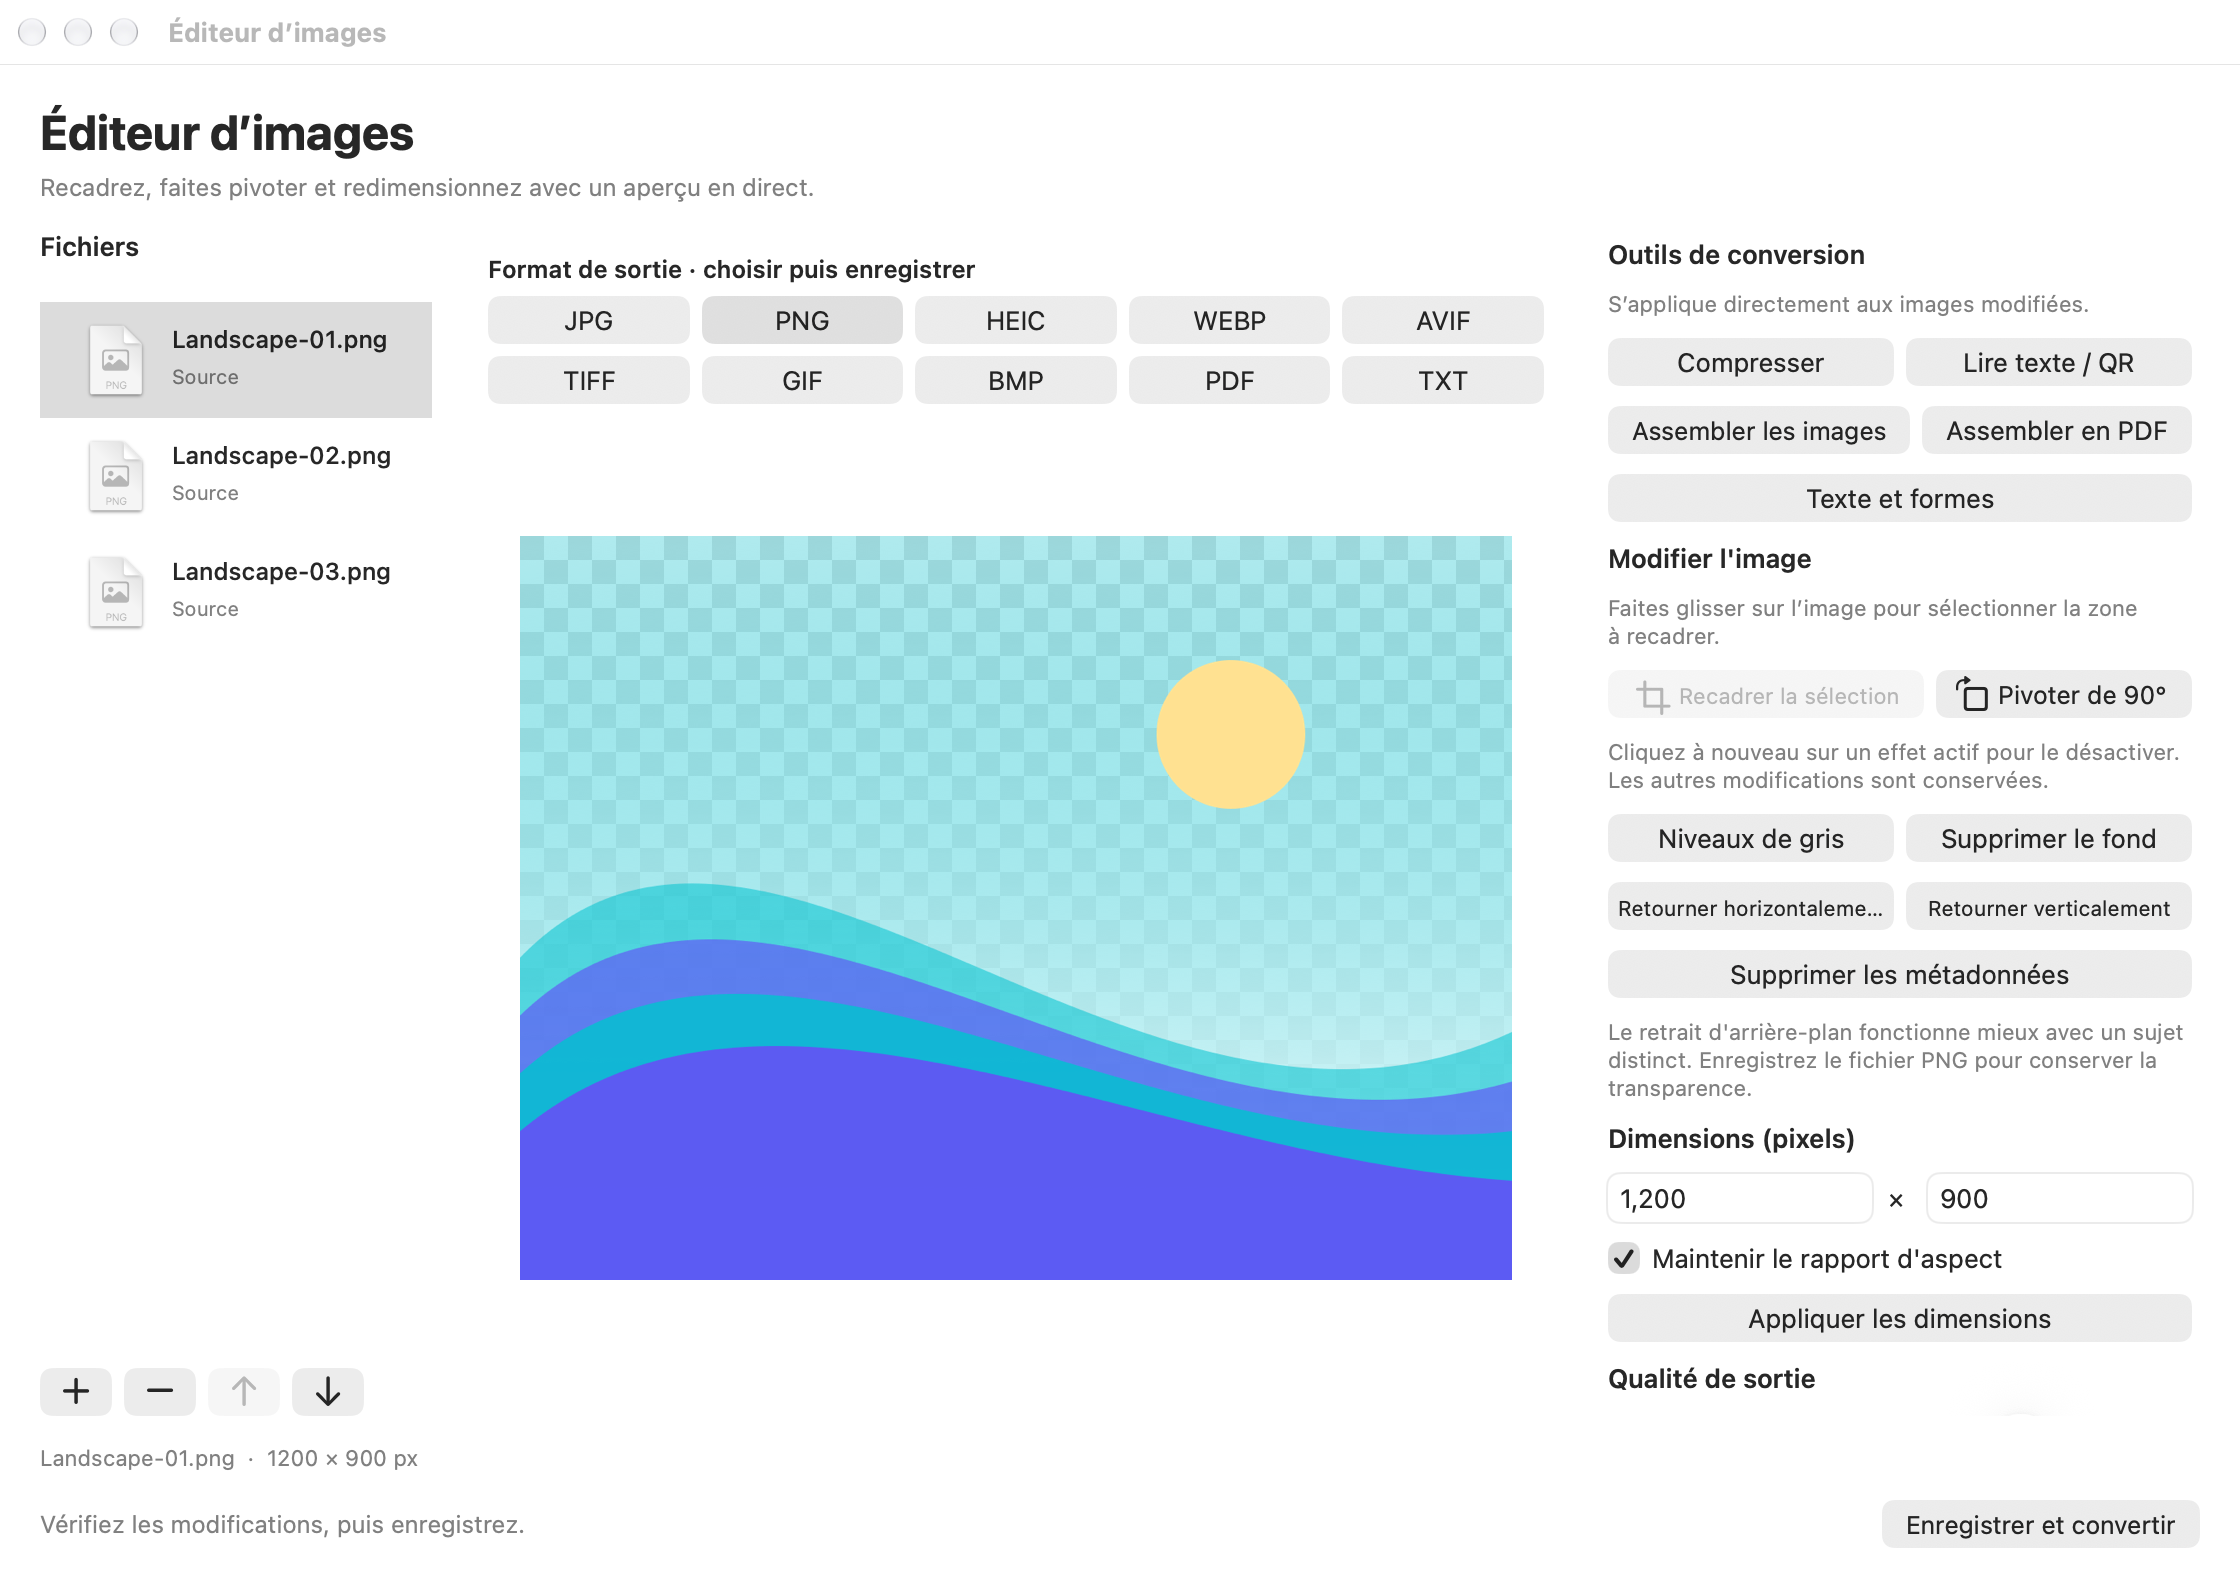 Éditeur d’images
Éditeur d’images
Recadrez, faites pivoter et redimensionnez avec un aperçu en direct.
Fichiers
Landscape-01.png
Source
PNG
Landscape-02.png
Source
PNG
Landscape-03.png
Source
PNG
Format de sortie · choisir puis enregistrer
JPG PNG HEIC WEBP AVIF
TIFF GIF BMP PDF TXT
Outils de conversion
S’applique directement aux images modifiées.
Compresser Lire texte / QR
Assembler les images Assembler en PDF
Texte et formes
Modifier l'image
Faites glisser sur l’image pour sélectionner la zone
à recadrer.
Recadrer la sélection Pivoter de 90°
Cliquez à nouveau sur un effet actif pour le désactiver.
Les autres modifications sont conservées.
Niveaux de gris Supprimer le fond
Retourner horizontaleme... Retourner verticalement
Supprimer les métadonnées
Le retrait d'arrière-plan fonctionne mieux avec un sujet
distinct. Enregistrez le fichier PNG pour conserver la
transparence.
Dimensions (pixels)
1,200 × 900
Maintenir le rapport d'aspect
Appliquer les dimensions
Qualité de sortie
Landscape-01.png · 1200 × 900 px
Vérifiez les modifications, puis enregistrez.
Enregistrer et convertir